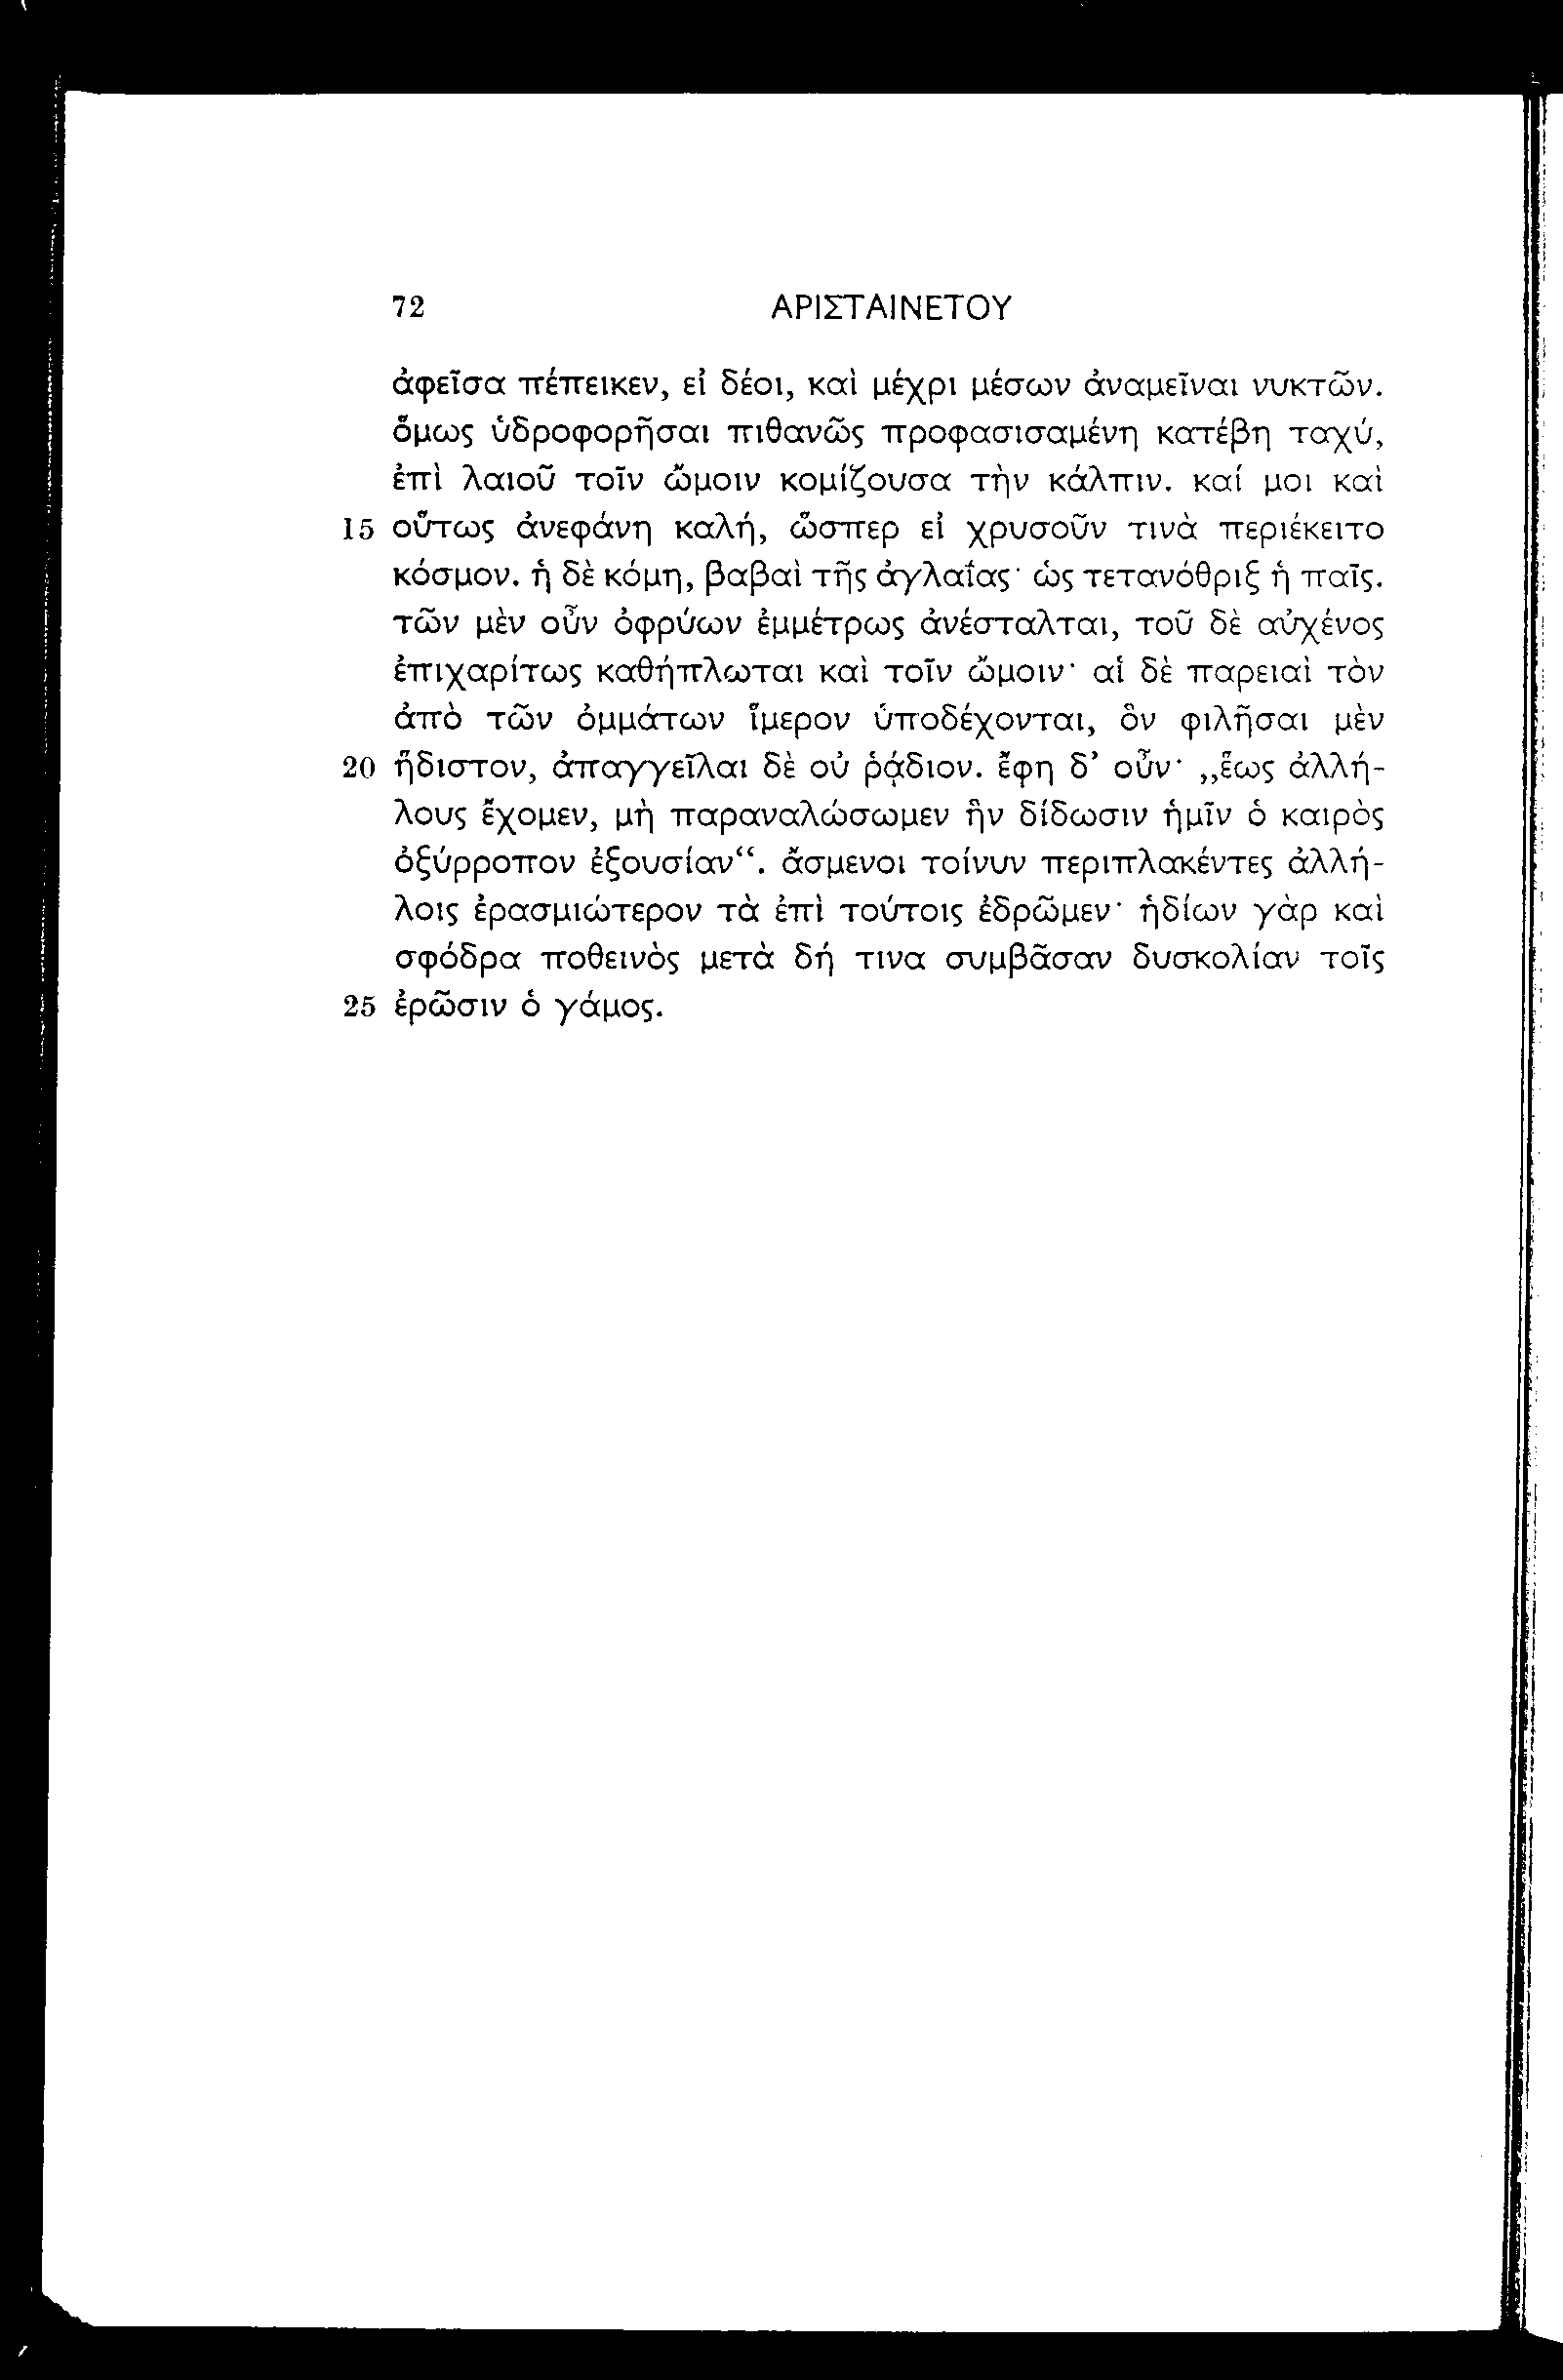 72 ΑΡΙΣΤΑΙΝΕΤΟΥ
ἀφεῖσα πέπεικεν, εἰ δέοι, καὶ μέχρι μέσων ἀναμεῖναι νυκτῶν.
ὅμως ὑδροφορῆσαι πιθανῶς προφασισαμένη κατέβη ταχύ,
ἐπὶ λαιοῦ τοῖν ὤμοιν κομίζουσα τὴν κάλπιν. καί μοι καὶ
15 οὕτως ἀνεφάνη καλή, ὥσπερ εἰ χρυσοῦν τινὰ περιέκειτο
κόσμον. ἡ δὲ κόμη, βαβαὶ τῆς ἀγλαΐας· ὡς τετανόθριξ ἡ παῖς.
τῶν μὲν οὖν ὀφρύων ἐμμέτρως ἀνέσταλται, τοῦ δὲ αὐχένος
ἐπιχαρίτως καθήπλωται καὶ τοῖν ὤμοιν· αἱ δὲ παρειαὶ τὸν
ἀπὸ τῶν ὀμμάτων ἵμερον ὑποδέχονται, ὃν φιλῆσαι μὲν
20 ἥδιστον, ἀπαγγεῖλαι δὲ οὐ ῥᾴδιον. ἔφη δ’ οὖν· „ἕως ἀλλή-
λους ἔχομεν, μὴ παραναλώσωμεν ἣν δίδωσιν ἡμῖν ὁ καιρὸς
ὀξύρροπον ἐξουσίαν“. ἄσμενοι τοίνυν περιπλακέντες ἀλλή-
λοις ἐρασμιώτερον τὰ ἐπὶ τούτοις ἐδρῶμεν· ἡδίων γὰρ καὶ
σφόδρα ποθεινὸς μετὰ δή τινα συμβᾶσαν δυσκολίαν τοῖς
25 ἐρῶσιν ὁ γάμος.